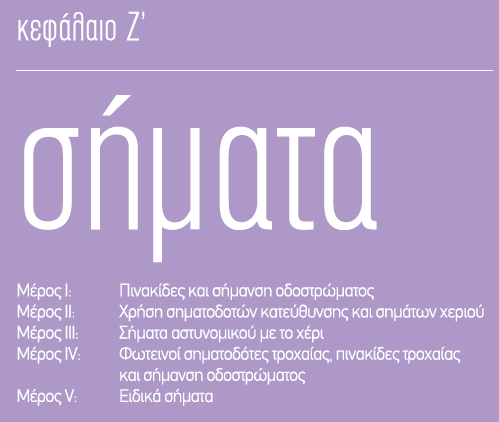 κεφάλαιο Ζ'
σήματα
Μέρος Ι: Πινακίδες και σήμανση οδοστρώματος
Μέρος ΙΙ: Χρήση σηματοδοτών κατεύθυνσης και σημάτων χεριού
Μέρος ΙΙΙ: Σήματα αστυνομικού με το χέρι
Μέρος IV: Φωτεινοί σηματοδότες τροχαίας, πινακίδες τροχαίας
και σήμανση οδοστρώματος
Μέρος V: Ειδικά σήματα